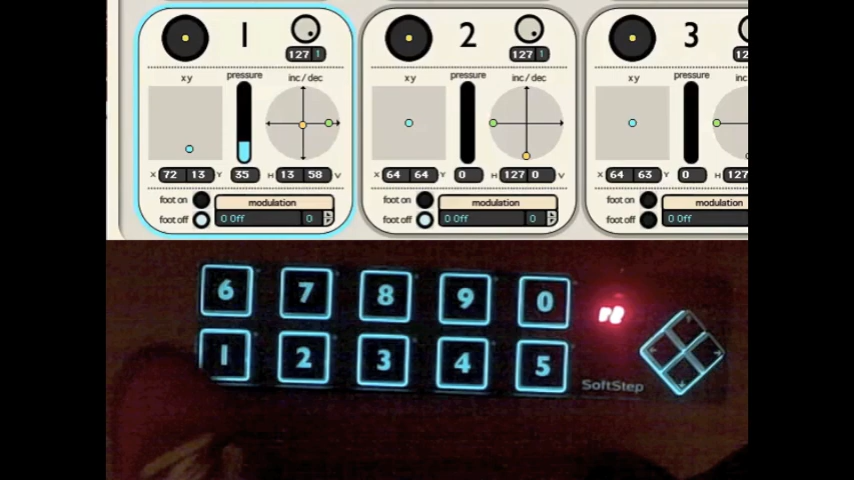 1 2 3
127 1 127 1 12
xy pressure inc/dec xy pressure inc/dec xy pressure
X 72 13 Y 35 H 13 58 V X 64 64 Y 0 H 127 0 V X 64 63 Y 0 H 127
foot on modulation foot on modulation foot on modulation
foot off 0 Off 0 foot off 0 Off 0 foot off 0 Off
6 7 8 9 0
1 2 3 4 5
SoftStep